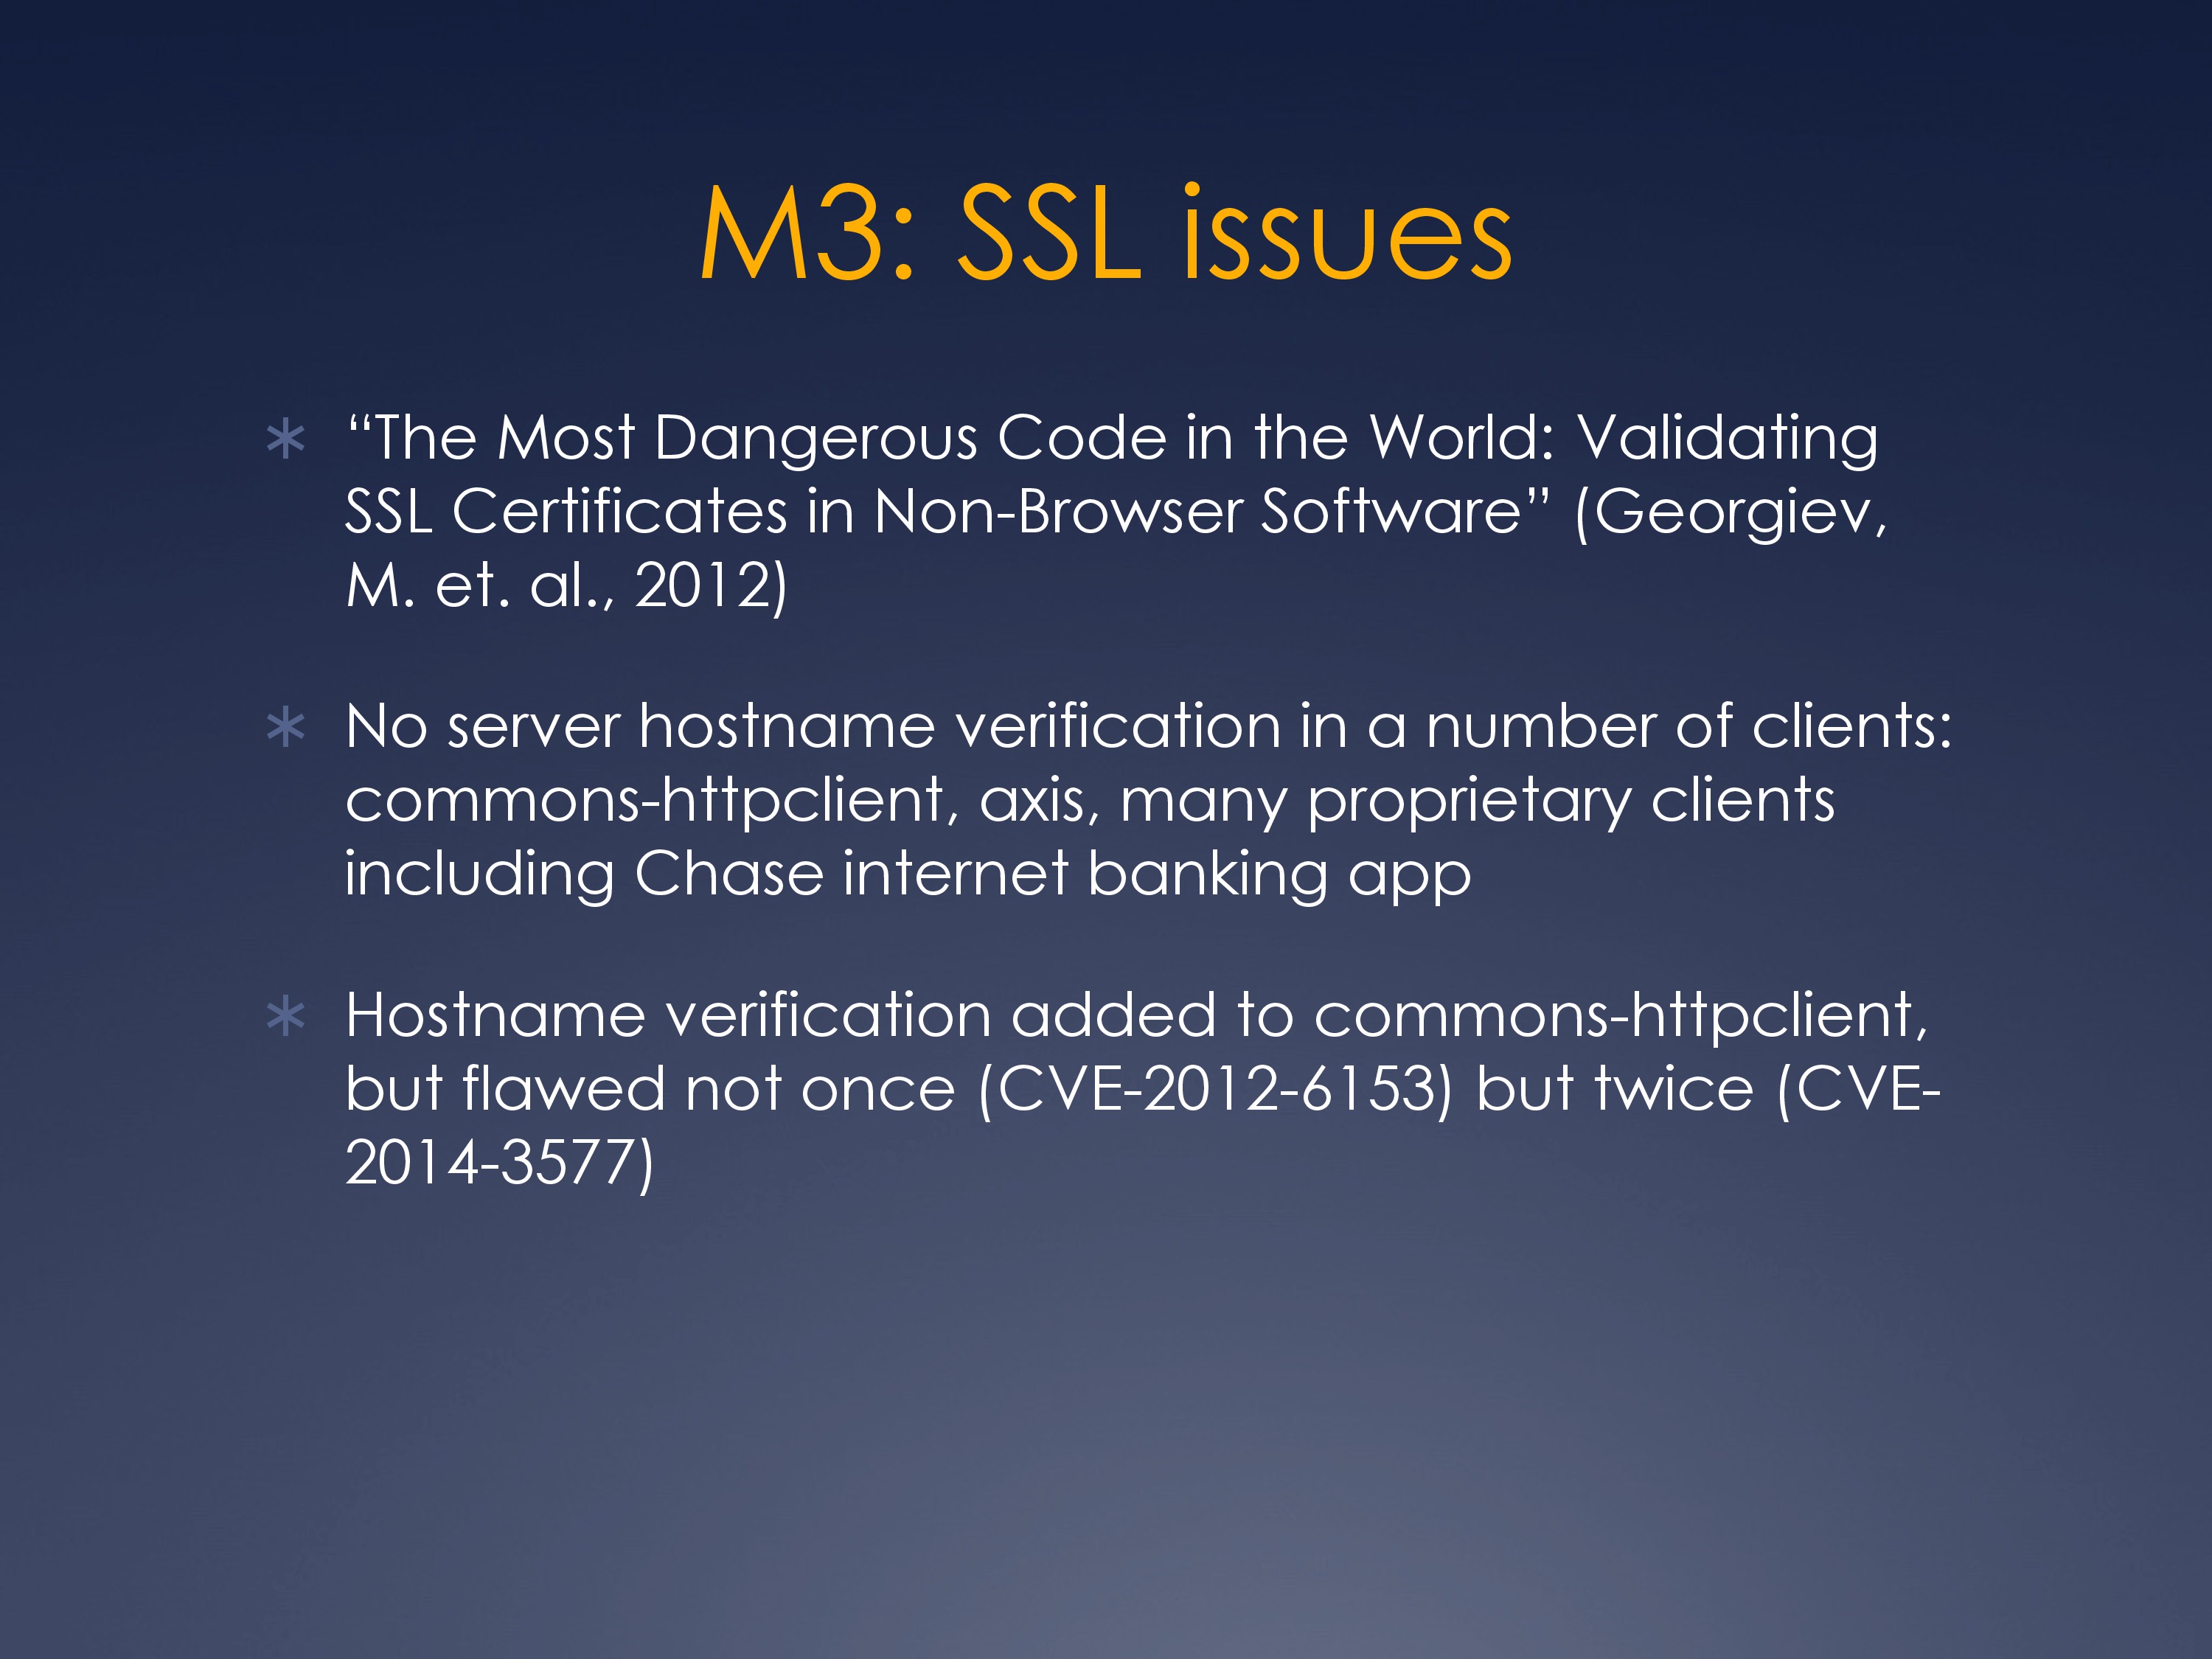 M3: SSL issues
* “The Most Dangerous Code in the World: Validating
SSL Certificates in Non-Browser Software” (Georgiev,
M. et. al., 2012)
* No server hostname verification in a number of clients:
commons-httpclient, axis, many proprietary clients
including Chase internet banking app
* Hostname verification added to commons-httpclient,
but flawed not once (CVE-2012-6153) but twice (CVE-
2014-3577)